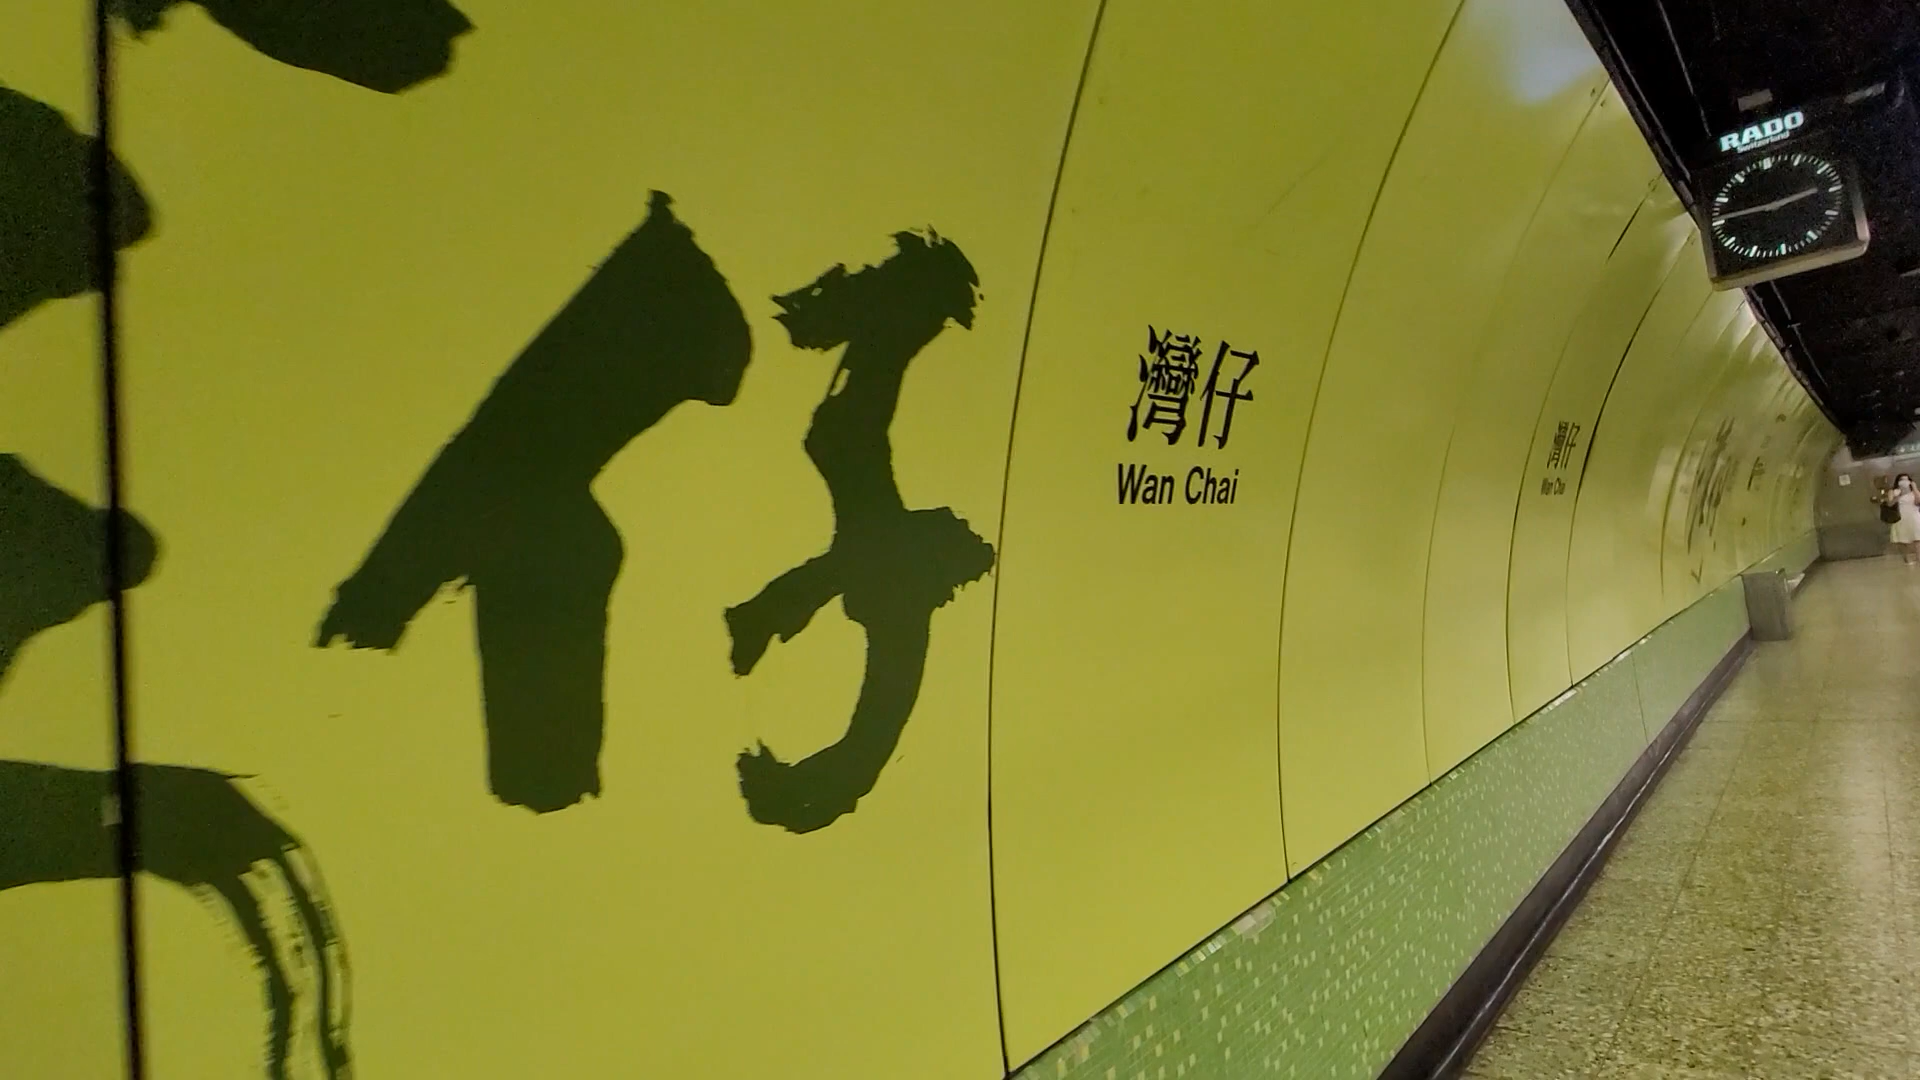 仔
灣仔
Wan Chai
灣仔
Wan Chai
RADO
Switzerland